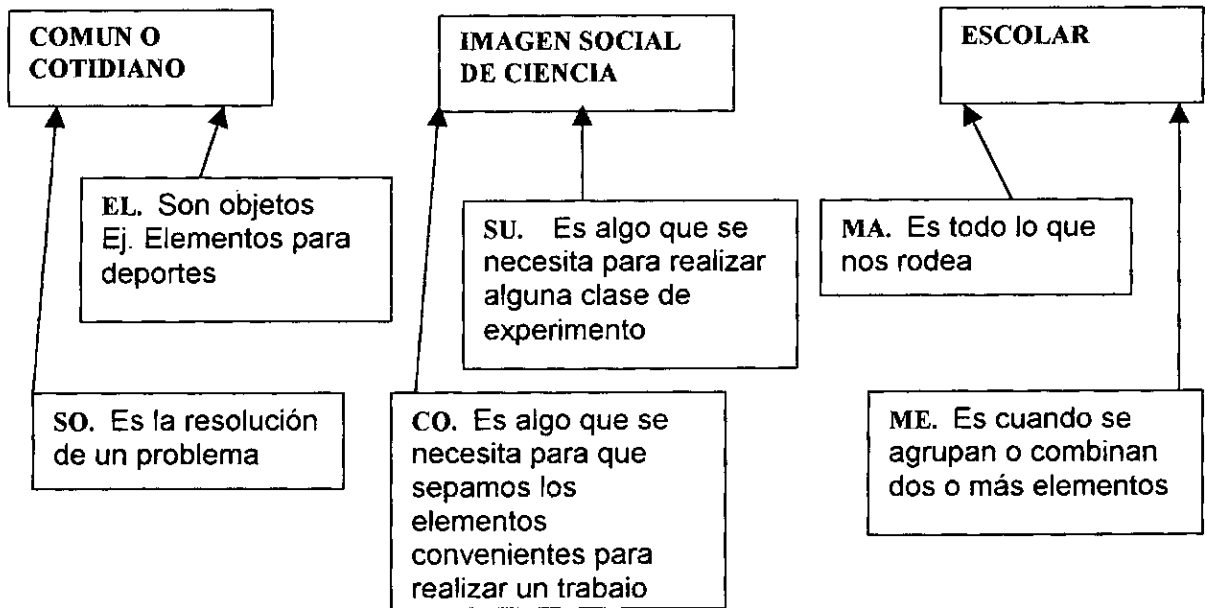 COMUN O
COTIDIANO
IMAGEN SOCIAL
DE CIENCIA
ESCOLAR
EL. Son objetos
Ej. Elementos para
deportes
SU. Es algo que se
necesita para realizar
alguna clase de
experimento
MA. Es todo lo que
nos rodea
SO. Es la resolución
de un problema
CO. Es algo que se
necesita para que
sepamos los
elementos
convenientes para
realizar un trabajo
ME. Es cuando se
agrupan o combinan
dos o más elementos